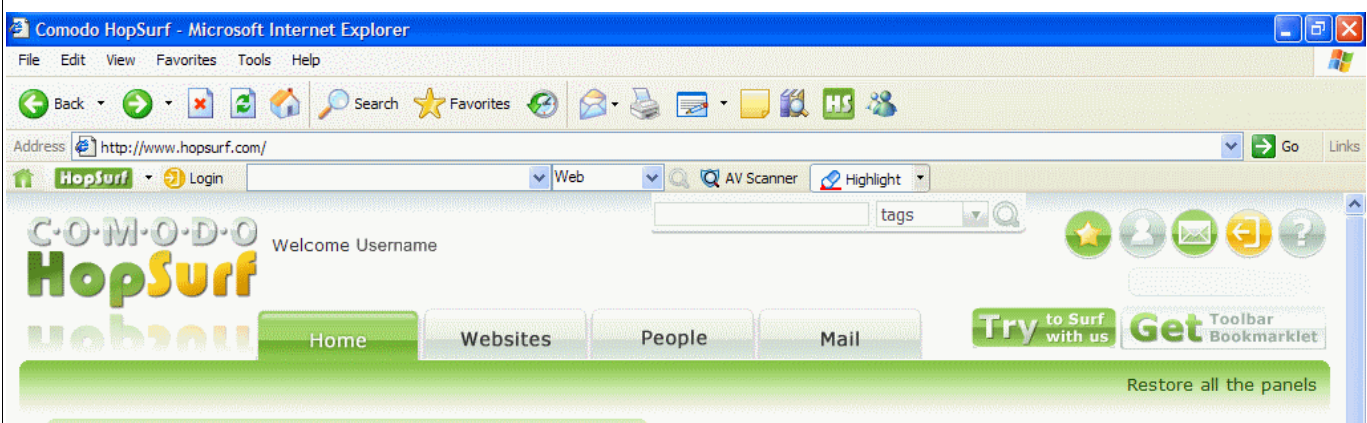 Comodo HopSurf - Microsoft Internet Explorer
File Edit View Favorites Tools Help
Back Search Favorites HS
Address http://www.hopsurf.com/ Go Links
HopSurf Login Web AV Scanner Highlight
tags
C·O·M·O·D·O
HopSurf
Welcome Username
Home Websites People Mail
Try to Surf with us
Get Toolbar Bookmarklet
Restore all the panels